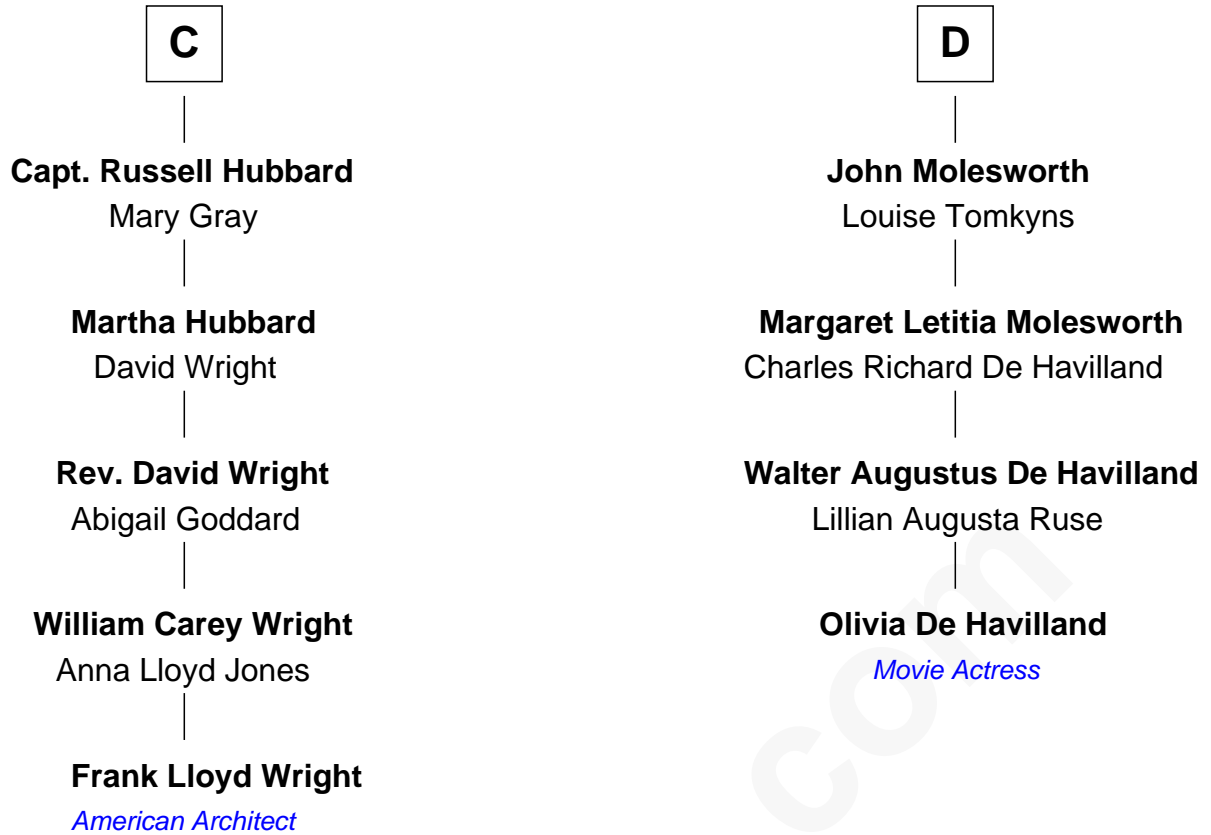 C
Capt. Russell Hubbard
Mary Gray
Martha Hubbard
David Wright
Rev. David Wright
Abigail Goddard
William Carey Wright
Anna Lloyd Jones
Frank Lloyd Wright
American Architect
D
John Molesworth
Louise Tomkyns
Margaret Letitia Molesworth
Charles Richard De Havilland
Walter Augustus De Havilland
Lillian Augusta Ruse
Olivia De Havilland
Movie Actress
com